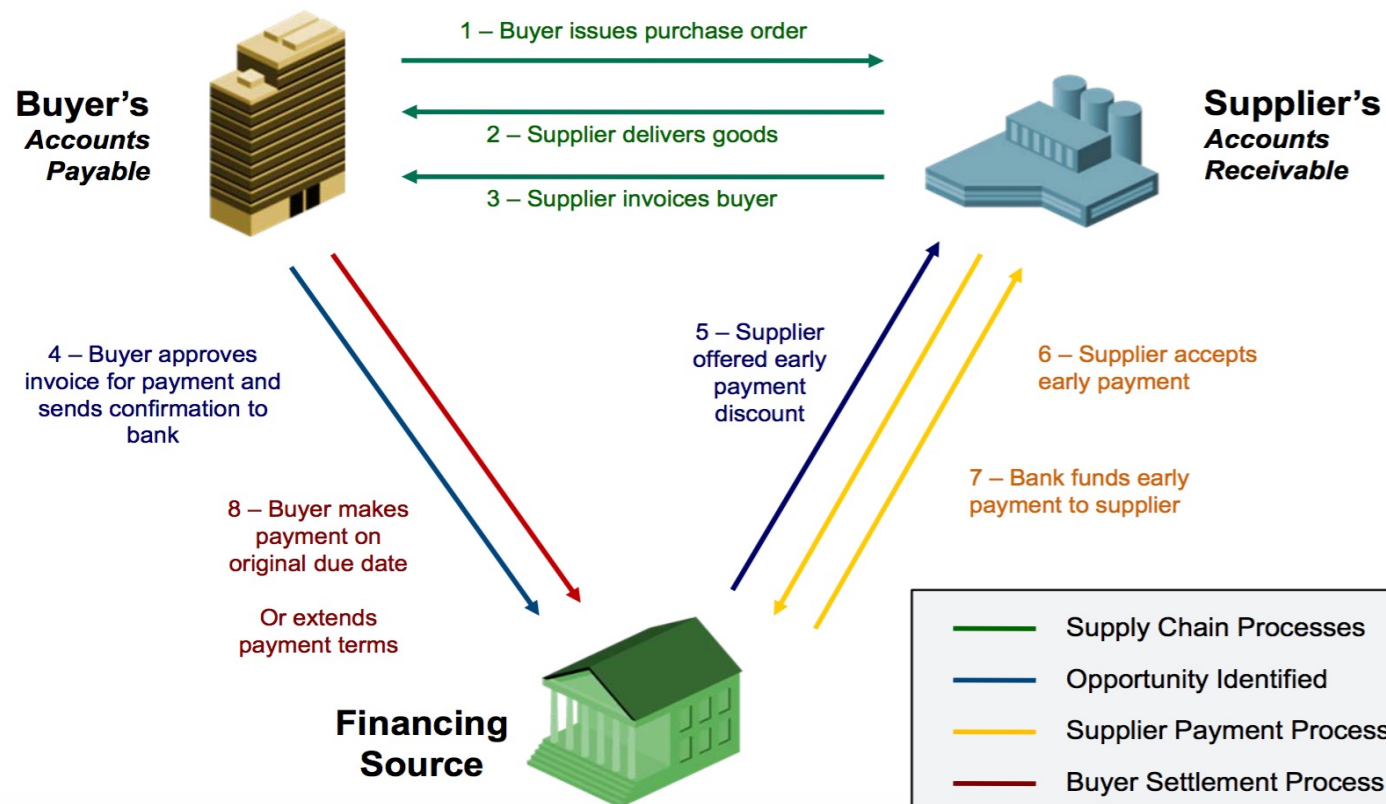 1 – Buyer issues purchase order
Buyer's
Accounts
Payable
2 – Supplier delivers goods
3 – Supplier invoices buyer
Supplier's
Accounts
Receivable
4 – Buyer approves
invoice for payment and
sends confirmation to
bank
5 – Supplier
offered early
payment
discount
6 – Supplier accepts
early payment
7 – Bank funds early
payment to supplier
8 – Buyer makes
payment on
original due date
Or extends
payment terms
Financing
Source
Supply Chain Processes
Opportunity Identified
Supplier Payment Process
Buyer Settlement Process